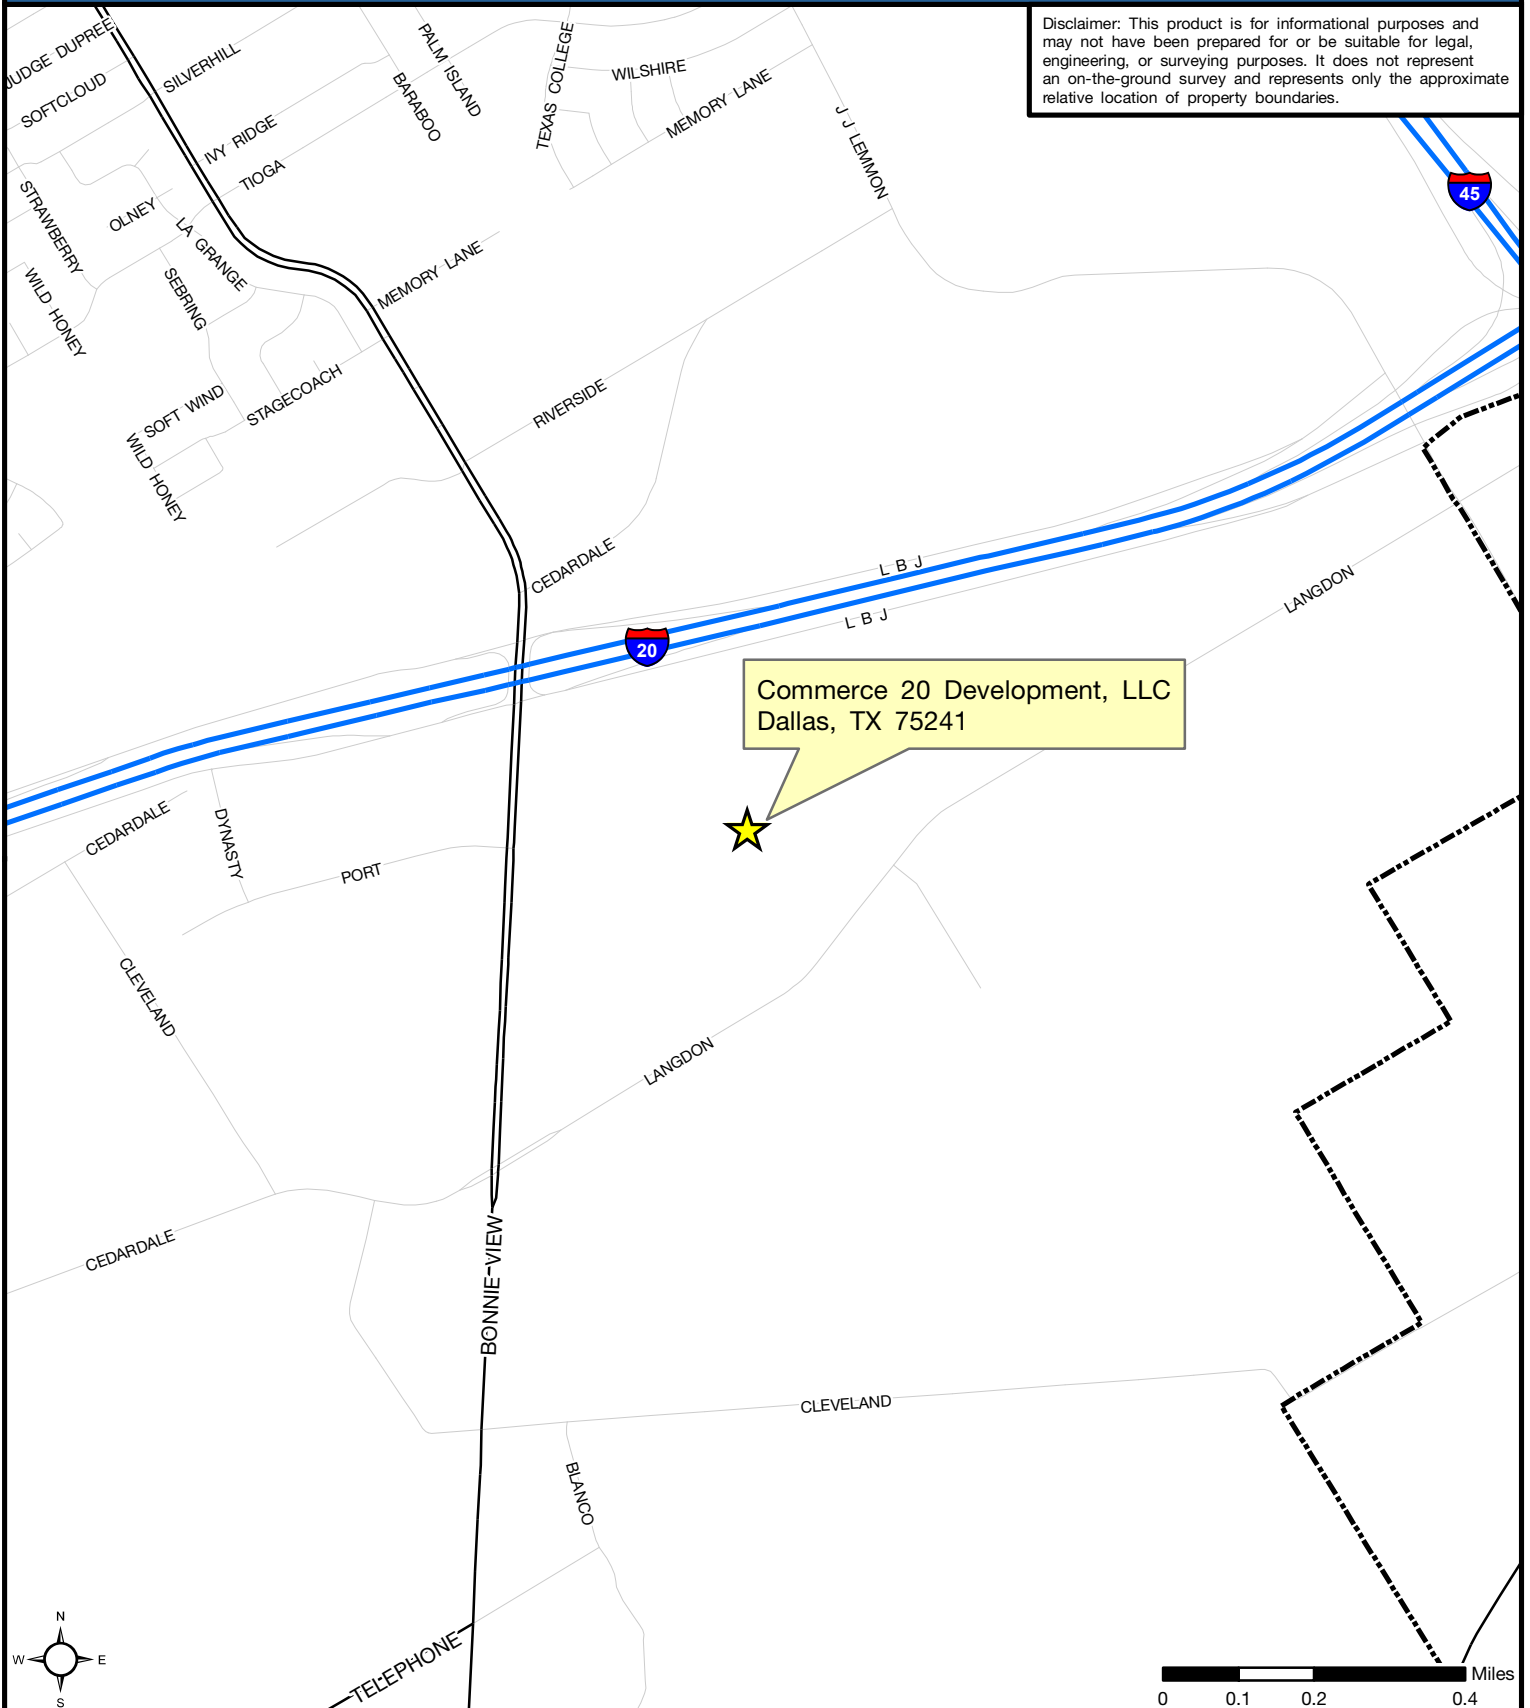 Disclaimer: This product is for informational purposes and
may not have been prepared for or be suitable for legal,
engineering, or surveying purposes. It does not represent
an on-the-ground survey and represents only the approximate
relative location of property boundaries.
JUDGE DUPREE
SOFTCLOUD
SILVERHILL
PALM ISLAND
BARABOO
TEXAS COLLEGE
WILSHIRE
MEMORY LANE
J J LEMMON
45
IVY RIDGE
TIOGA
STRAWBERRY
OLNEY
LA GRANGE
MEMORY LANE
WILD HONEY
SEBRING
SOFT WIND
STAGECOACH
RIVERSIDE
WILD HONEY
CEDARDALE
L B J
L B J
LANGDON
20
Commerce 20 Development, LLC
Dallas, TX 75241
CEDARDALE
DYNASTY
PORT
CLEVELAND
LANGDON
CEDARDALE
BONNIE VIEW
CLEVELAND
BLANCO
TELEPHONE
N
W
E
S
Miles
0
0.1
0.2
0.4